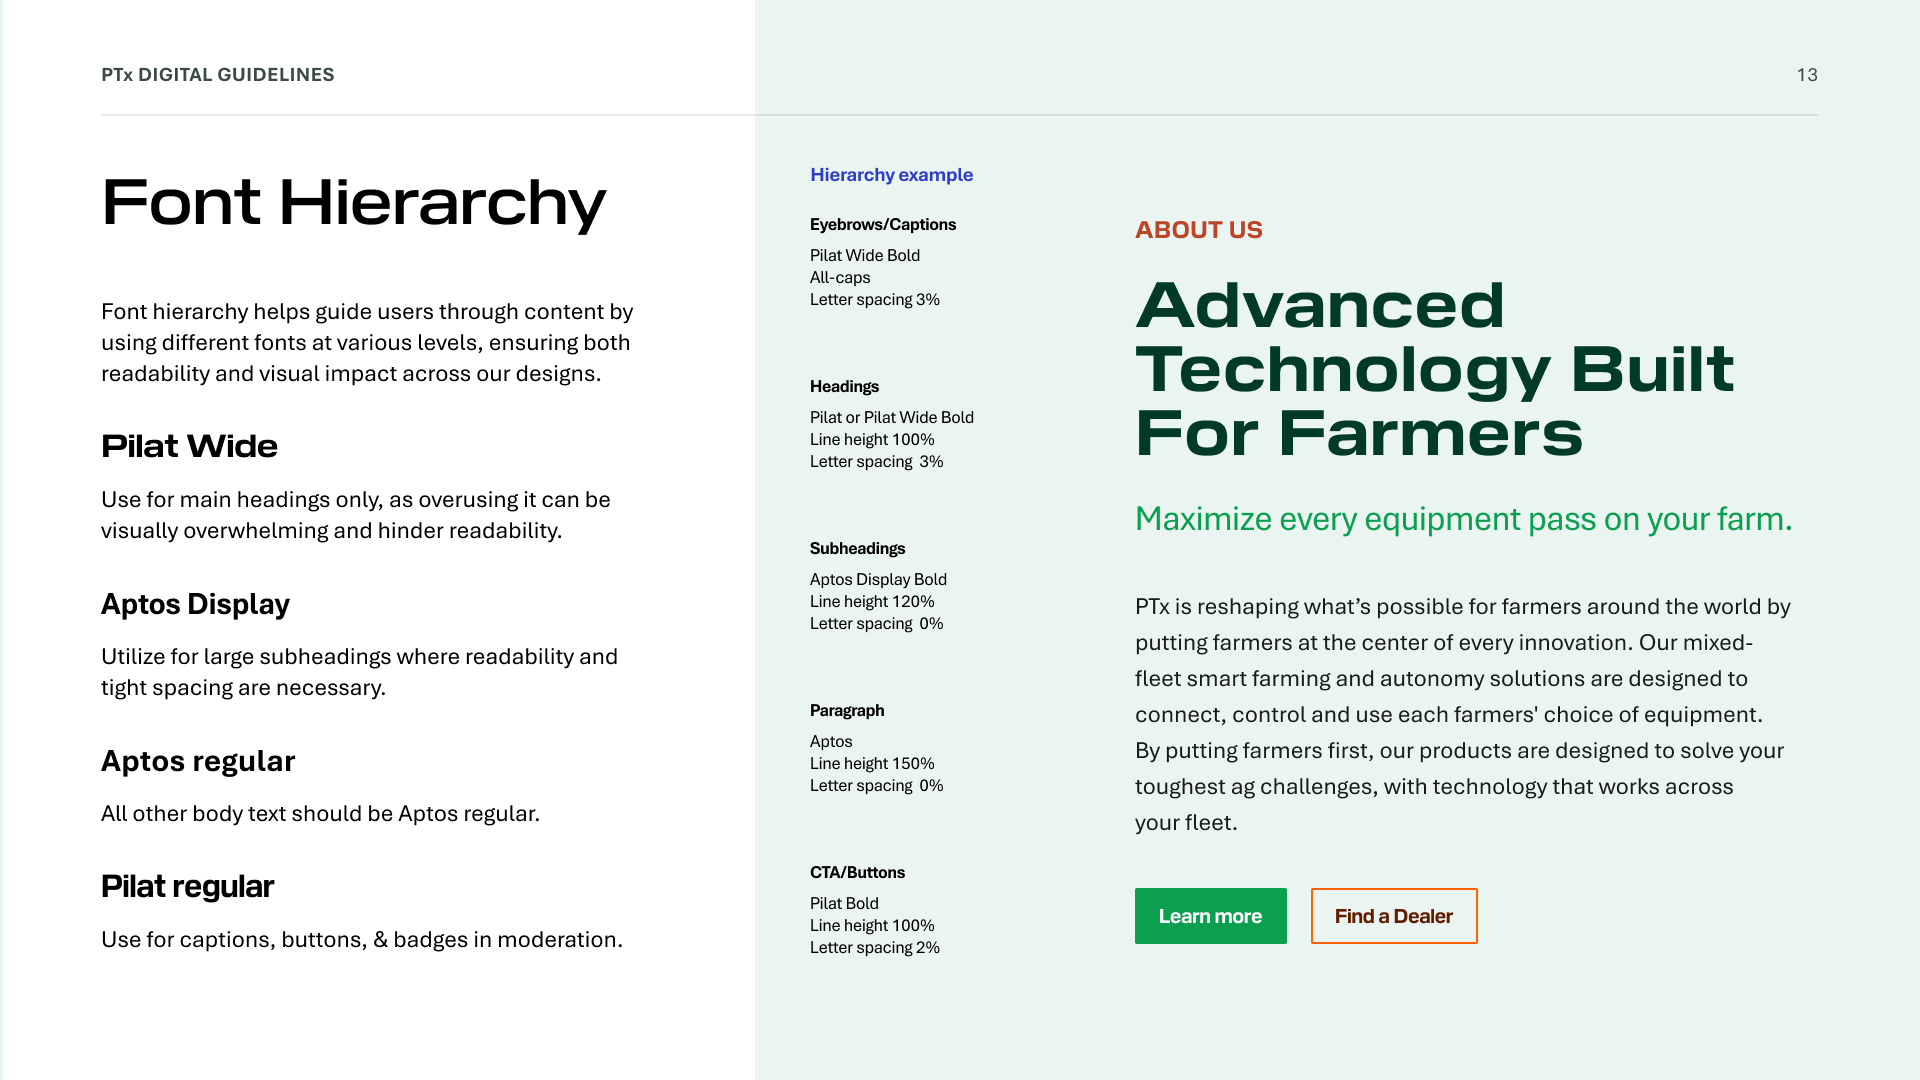 PTx DIGITAL GUIDELINES
13
Font Hierarchy
Font hierarchy helps guide users through content by
using different fonts at various levels, ensuring both
readability and visual impact across our designs.
Pilat Wide
Use for main headings only, as overusing it can be
visually overwhelming and hinder readability.
Aptos Display
Utilize for large subheadings where readability and
tight spacing are necessary.
Aptos regular
All other body text should be Aptos regular.
Pilat regular
Use for captions, buttons, & badges in moderation.
Hierarchy example
Eyebrows/Captions
Pilat Wide Bold
All-caps
Letter spacing 3%
Headings
Pilat or Pilat Wide Bold
Line height 100%
Letter spacing 3%
Subheadings
Aptos Display Bold
Line height 120%
Letter spacing 0%
Paragraph
Aptos
Line height 150%
Letter spacing 0%
CTA/Buttons
Pilat Bold
Line height 100%
Letter spacing 2%
ABOUT US
Advanced
Technology Built
For Farmers
Maximize every equipment pass on your farm.
PTx is reshaping what’s possible for farmers around the world by
putting farmers at the center of every innovation. Our mixed-
fleet smart farming and autonomy solutions are designed to
connect, control and use each farmers' choice of equipment.
By putting farmers first, our products are designed to solve your
toughest ag challenges, with technology that works across
your fleet.
Learn more
Find a Dealer